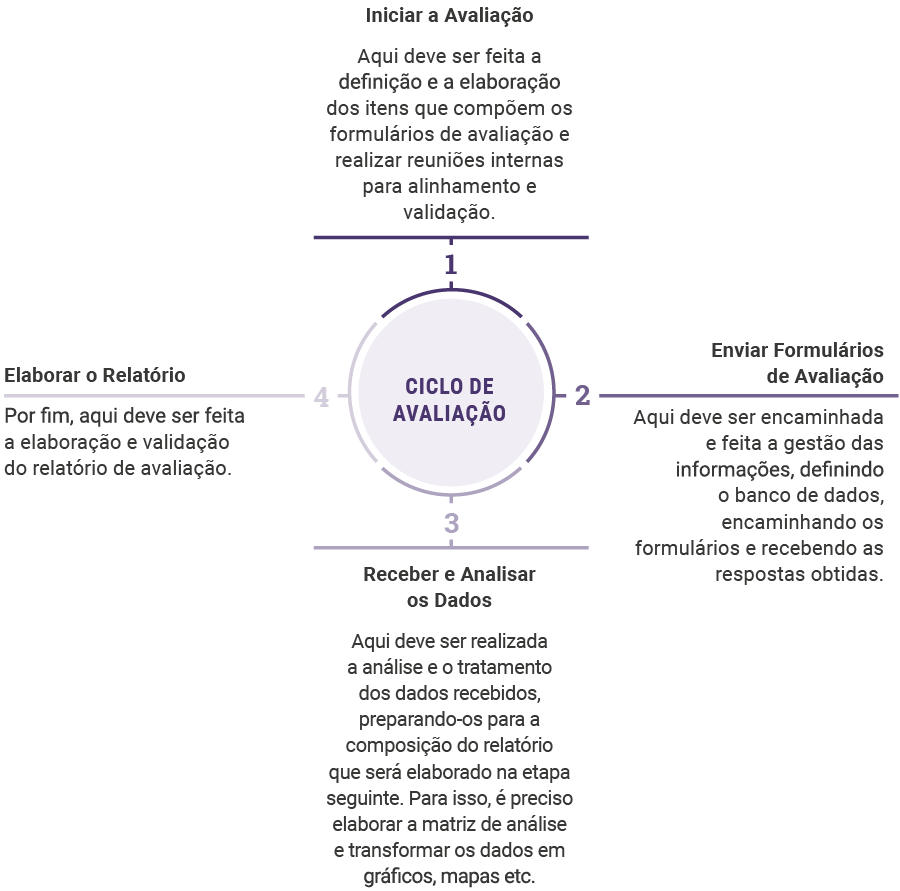 Iniciar a Avaliação
Aqui deve ser feita a
definição e a elaboração
dos itens que compõem os
formulários de avaliação e
realizar reuniões internas
para alinhamento e
validação.
1
CICLO DE
AVALIAÇÃO
2
Enviar Formulários
de Avaliação
Aqui deve ser encaminhada
e feita a gestão das
informações, definindo
o banco de dados,
encaminhando os
formulários e recebendo as
respostas obtidas.
3
Receber e Analisar
os Dados
Aqui deve ser realizada
a análise e o tratamento
dos dados recebidos,
preparando-os para a
composição do relatório
que será elaborado na etapa
seguinte. Para isso, é preciso
elaborar a matriz de análise
e transformar os dados em
gráficos, mapas etc.
4
Elaborar o Relatório
Por fim, aqui deve ser feita
a elaboração e validação
do relatório de avaliação.